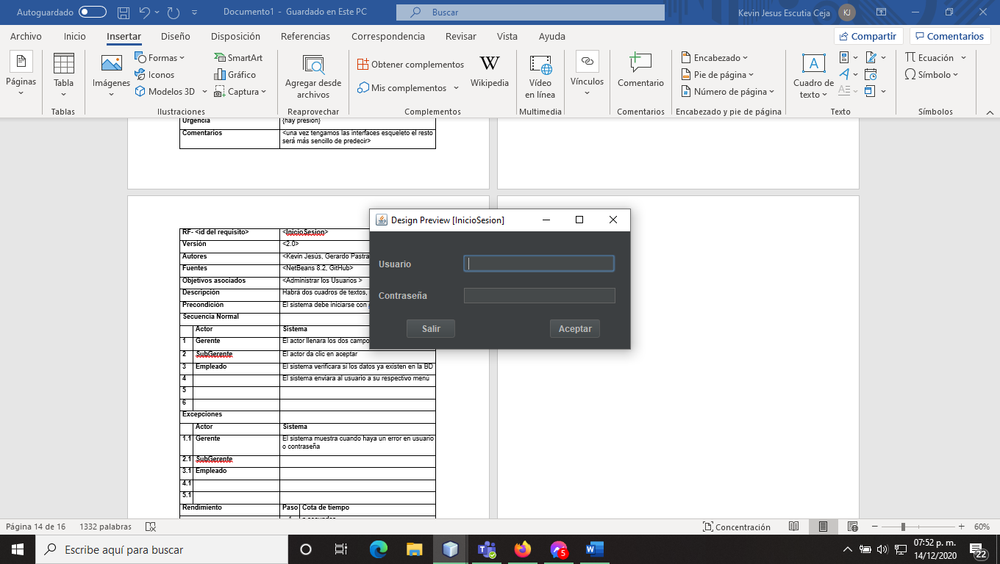 Autoguardado
Documento1 - Guardado en Este PC
Buscar
Kevin Jesus Escutia Ceja
KJ
Archivo Inicio Insertar Diseño Disposición Referencias Correspondencia Revisar Vista Ayuda
Compartir
Comentarios
Páginas
Tabla
Tablas
Imágenes
Formas
Iconos
Modelos 3D
SmartArt
Gráfico
Captura
Ilustraciones
Agregar desde
archivos
Reaprovechar
Obtener complementos
Mis complementos
W
Wikipedia
Complementos
Vídeo
en línea
Multimedia
Vínculos
Comentario
Comentarios
Encabezado
Pie de página
Número de página
Encabezado y pie de página
A
Cuadro de
texto
Texto
Ecuación
Símbolo
Símbolos
Urgencia {hay presión}
Comentarios <una vez tengamos las interfaces esqueleto el resto
será más sencillo de predecir>
RF- <id del requisito> <InicioSesion>
Versión <2.0>
Autores <Kevin Jesús, Gerardo Pastra
Fuentes <NetBeans 8.2, GitHub>
Objetivos asociados <Administrar los Usuarios >
Descripción Habrá dos cuadros de textos,
Precondición El sistema debe iniciarse con
Secuencia Normal
Actor Sistema
1 Gerente El actor llenara los dos campo
2 SubGerente El actor da clic en aceptar
3 Empleado El sistema verificara si los datos ya existen en la BD
4 El sistema enviara al usuario a su respectivo menú
5
6
Excepciones
Actor Sistema
1.1 Gerente El sistema muestra cuando haya un error en usuario
o contraseña
2.1 SubGerente
3.1 Empleado
4.1
5.1
Rendimiento Paso Cota de tiempo
Design Preview [InicioSesion]
Usuario
Contraseña
Salir
Aceptar
Página 14 de 16 1332 palabras
Concentración
60%
Escribe aquí para buscar
5
07:52 p. m.
14/12/2020
22